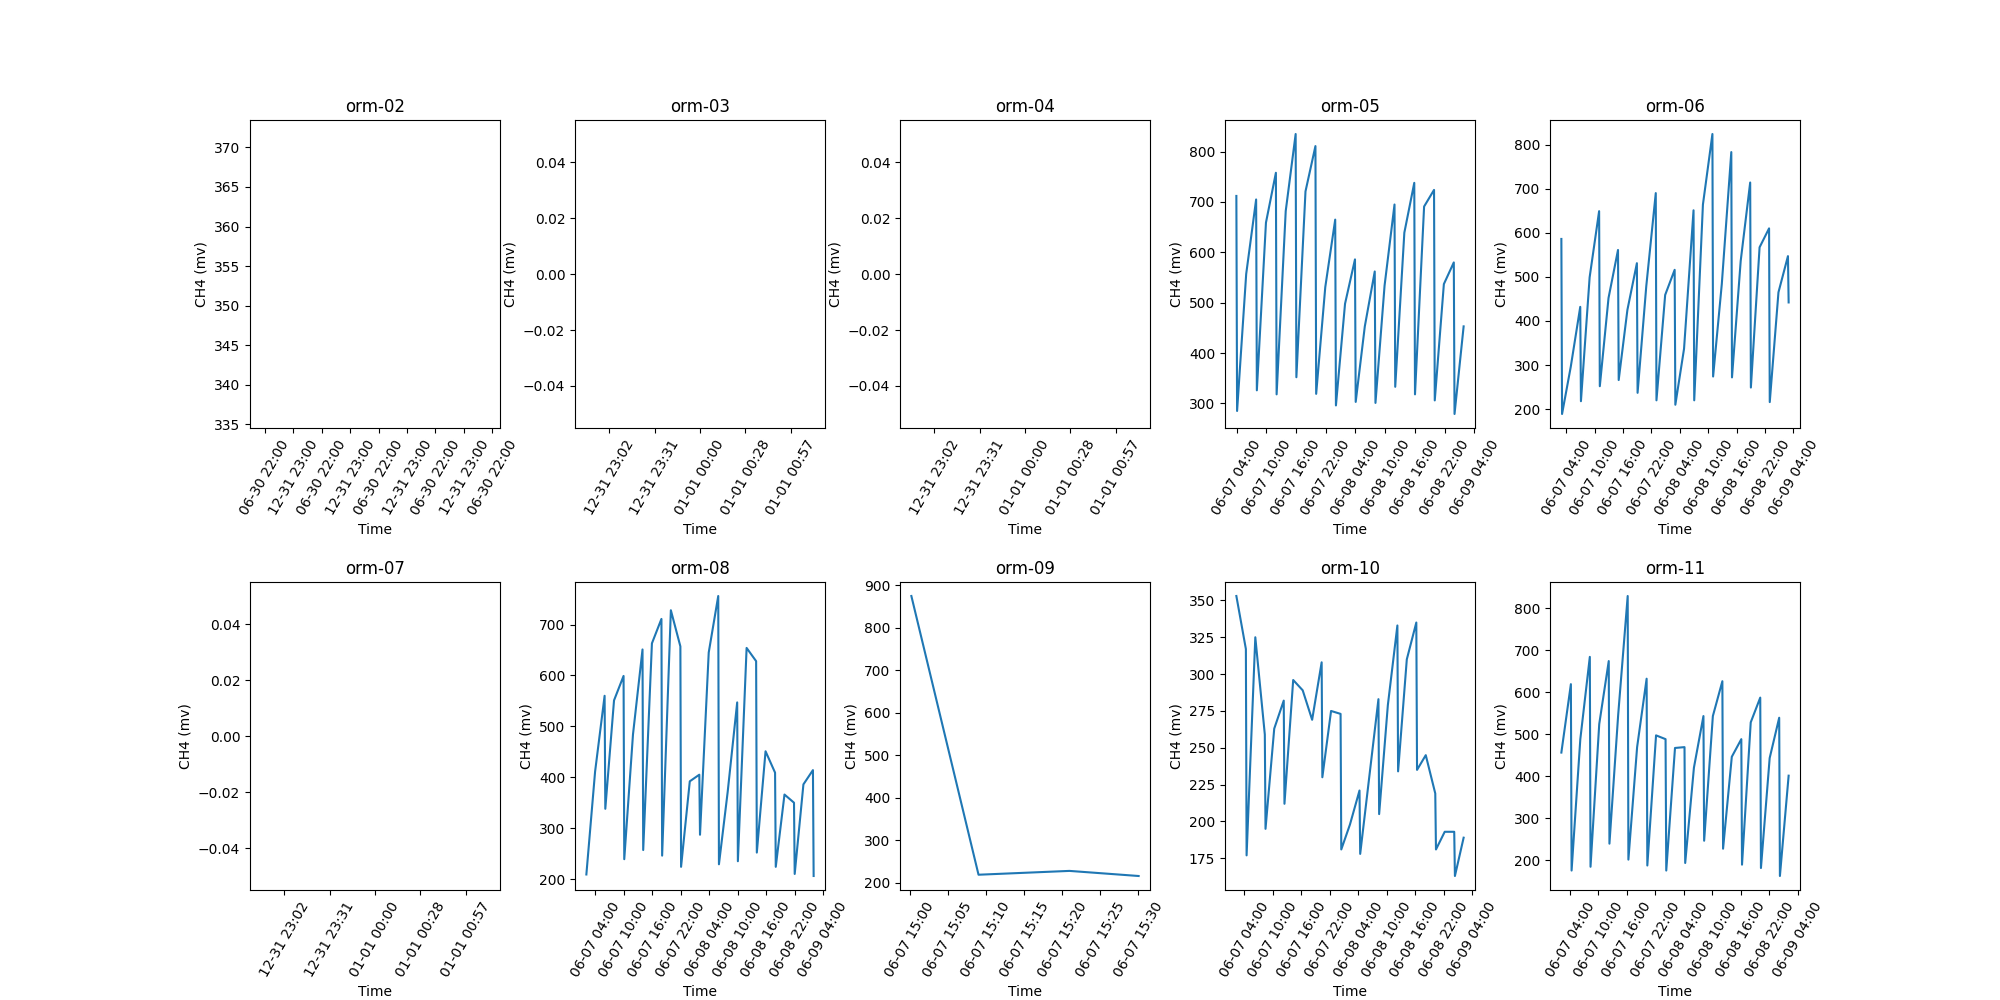 orm-02 orm-03 orm-04 orm-05 orm-06
CH4 (mv)
370
365
360
355
350
345
340
335
06-30 22:00 12-31 23:00 06-30 22:00 12-31 23:00 06-30 22:00 12-31 23:00 06-30 22:00 12-31 23:00 06-30 22:00
Time
CH4 (mv)
0.04
0.02
0.00
−0.02
−0.04
12-31 23:02 12-31 23:31 01-01 00:00 01-01 00:28 01-01 00:57
Time
CH4 (mv)
0.04
0.02
0.00
−0.02
−0.04
12-31 23:02 12-31 23:31 01-01 00:00 01-01 00:28 01-01 00:57
Time
CH4 (mv)
800
700
600
500
400
300
06-07 04:00 06-07 10:00 06-07 16:00 06-07 22:00 06-08 04:00 06-08 10:00 06-08 16:00 06-08 22:00 06-09 04:00
Time
CH4 (mv)
800
700
600
500
400
300
200
06-07 04:00 06-07 10:00 06-07 16:00 06-07 22:00 06-08 04:00 06-08 10:00 06-08 16:00 06-08 22:00 06-09 04:00
Time
orm-07 orm-08 orm-09 orm-10 orm-11
CH4 (mv)
0.04
0.02
0.00
−0.02
−0.04
12-31 23:02 12-31 23:31 01-01 00:00 01-01 00:28 01-01 00:57
Time
CH4 (mv)
700
600
500
400
300
200
06-07 04:00 06-07 10:00 06-07 16:00 06-07 22:00 06-08 04:00 06-08 10:00 06-08 16:00 06-08 22:00 06-09 04:00
Time
CH4 (mv)
900
800
700
600
500
400
300
200
06-07 15:00 06-07 15:05 06-07 15:10 06-07 15:15 06-07 15:20 06-07 15:25 06-07 15:30
Time
CH4 (mv)
350
325
300
275
250
225
200
175
06-07 04:00 06-07 10:00 06-07 16:00 06-07 22:00 06-08 04:00 06-08 10:00 06-08 16:00 06-08 22:00 06-09 04:00
Time
CH4 (mv)
800
700
600
500
400
300
200
06-07 04:00 06-07 10:00 06-07 16:00 06-07 22:00 06-08 04:00 06-08 10:00 06-08 16:00 06-08 22:00 06-09 04:00
Time